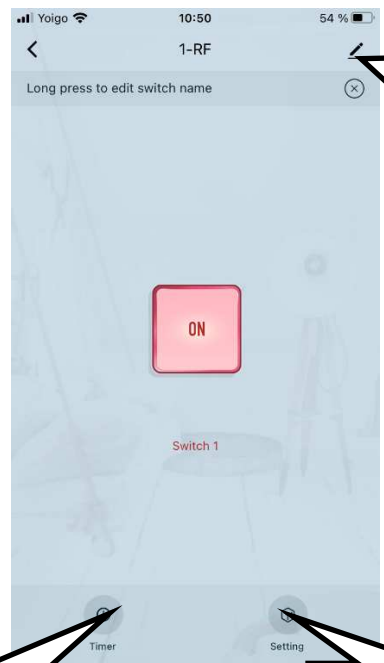 Yoigo 10:50 54 %
1-RF
Long press to edit switch name
ON
Switch 1
Timer Setting